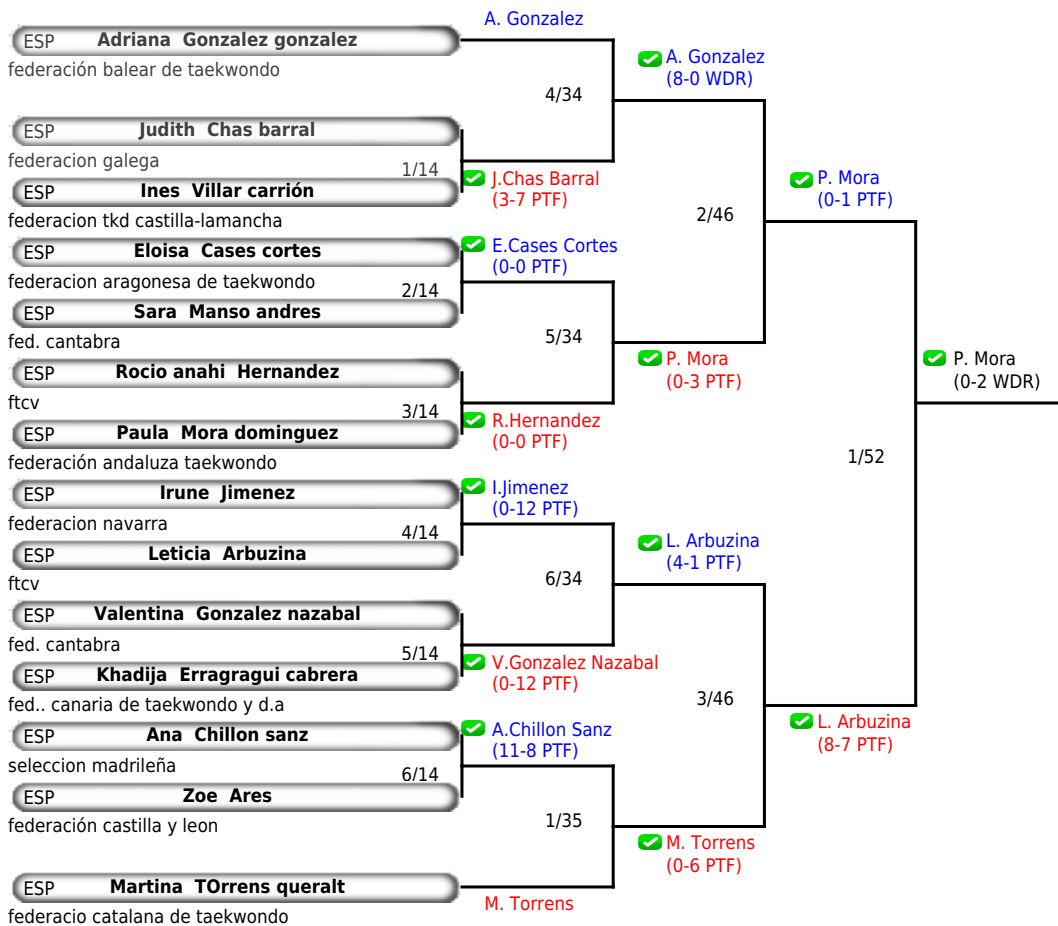 A. Gonzalez
ESP Adriana Gonzalez gonzalez
federación balear de taekwondo
A. Gonzalez
(8-0 WDR)
4/34
ESP Judith Chas barral
federacion galega
1/14
J.Chas Barral
(3-7 PTF)
ESP Ines Villar carrión
federacion tkd castilla-lamancha
P. Mora
(0-1 PTF)
2/46
ESP Eloisa Cases cortes
E.Cases Cortes
(0-0 PTF)
federacion aragonesa de taekwondo
2/14
ESP Sara Manso andres
fed. cantabra
5/34
P. Mora
(0-3 PTF)
P. Mora
(0-2 WDR)
ESP Rocio anahi Hernandez
ftcv
3/14
R.Hernandez
(0-0 PTF)
ESP Paula Mora dominguez
federación andaluza taekwondo
1/52
ESP Irune Jimenez
I.Jimenez
(0-12 PTF)
federacion navarra
4/14
ESP Leticia Arbuzina
ftcv
L. Arbuzina
(4-1 PTF)
6/34
ESP Valentina Gonzalez nazabal
fed. cantabra
5/14
V.Gonzalez Nazabal
(0-12 PTF)
ESP Khadija Erragragui cabrera
fed.. canaria de taekwondo y d.a
3/46
L. Arbuzina
(8-7 PTF)
ESP Ana Chillon sanz
A.Chillon Sanz
(11-8 PTF)
seleccion madrileña
6/14
ESP Zoe Ares
federación castilla y leon
1/35
M. Torrens
(0-6 PTF)
ESP Martina TOrrens queralt
M. Torrens
federacio catalana de taekwondo